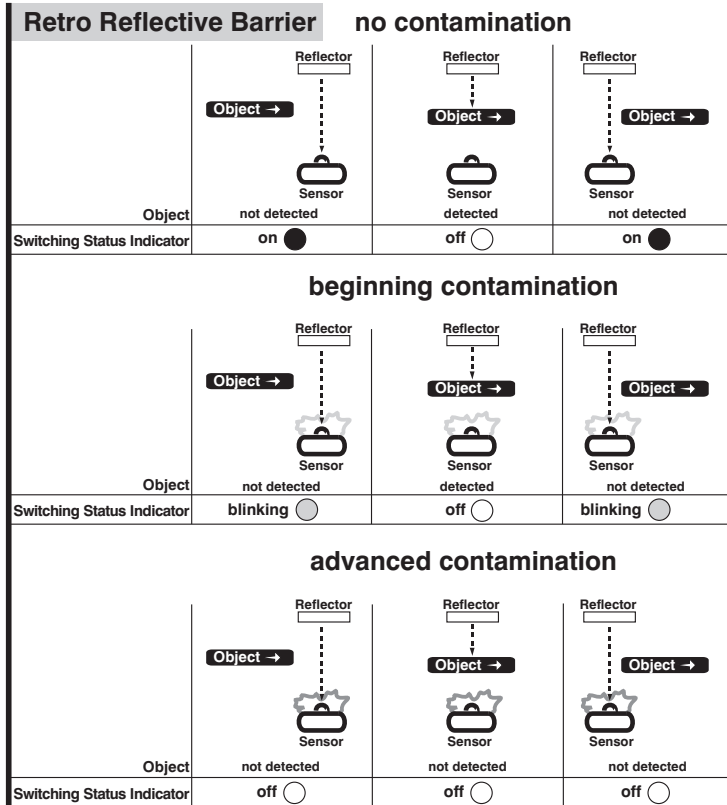 Retro Reflective Barrier no contamination
Reflector Reflector Reflector
Object → Object → Object →
Sensor Sensor Sensor
Object not detected detected not detected
Switching Status Indicator on off on
beginning contamination
Reflector Reflector Reflector
Object → Object → Object →
Sensor Sensor Sensor
Object not detected detected not detected
Switching Status Indicator blinking off blinking
advanced contamination
Reflector Reflector Reflector
Object → Object → Object →
Sensor Sensor Sensor
Object not detected not detected not detected
Switching Status Indicator off off off